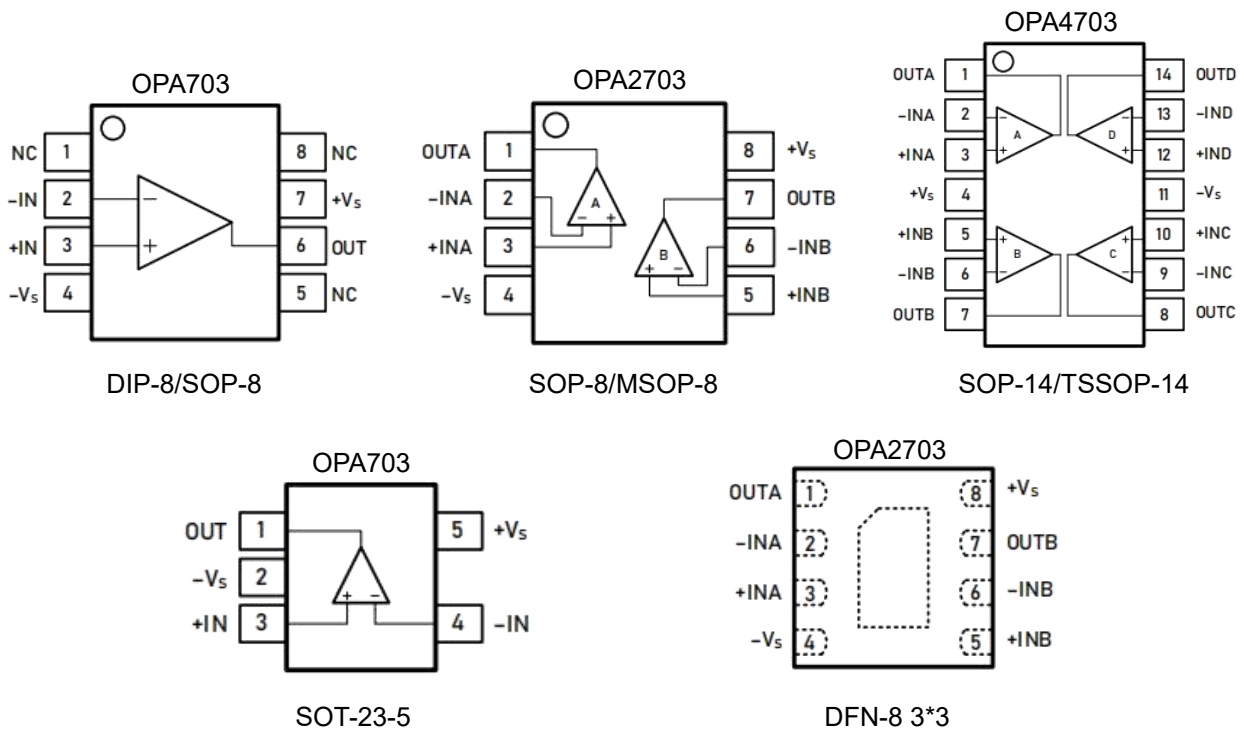 OPA703
NC 1 8 NC
–IN 2 – 7 +Vs
+IN 3 + 6 OUT
–Vs 4 5 NC
DIP-8/SOP-8
OPA2703
OUTA 1 8 +Vs
–INA 2 A – + 7 OUTB
+INA 3 B + – 6 –INB
–Vs 4 5 +INB
SOP-8/MSOP-8
OPA4703
OUTA 1 14 OUTD
–INA 2 – – 13 –IND
A D
+INA 3 + + 12 +IND
+Vs 4 11 –Vs
+INB 5 + + 10 +INC
B C
–INB 6 – – 9 –INC
OUTB 7 8 OUTC
SOP-14/TSSOP-14
OPA703
OUT 1 5 +Vs
–Vs 2
+IN 3 + – 4 –IN
SOT-23-5
OPA2703
OUTA 1 8 +Vs
–INA 2 7 OUTB
+INA 3 6 –INB
–Vs 4 5 +INB
DFN-8 3*3